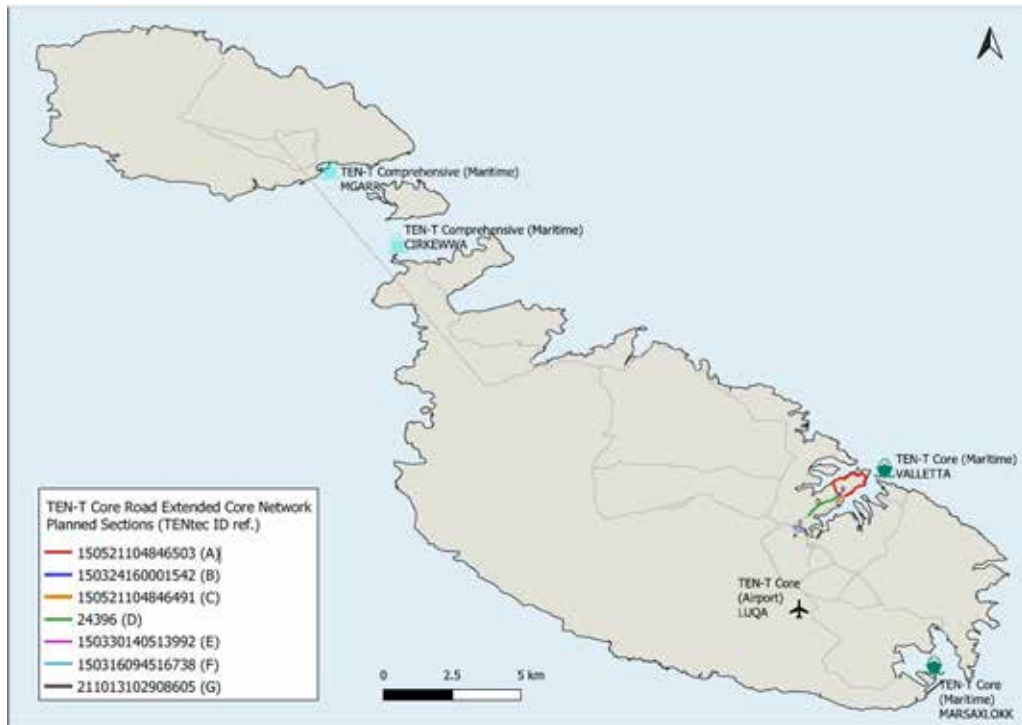 TEN-T Comprehensive (Maritime)
MGARR
TEN-T Comprehensive (Maritime)
CIRKEWWA
TEN-T Core (Maritime)
VALLETTA
TEN-T Core
(Airport)
LUQA
TEN-T Core
(Maritime)
MARSAXLOKK
TEN-T Core Road Extended Core Network
Planned Sections (TENtec ID ref.)
150521104846503 (A)
150324160001542 (B)
150521104846491 (C)
24396 (D)
150330140513992 (E)
150316094516738 (F)
211013102908605 (G)
0 2.5 5 km